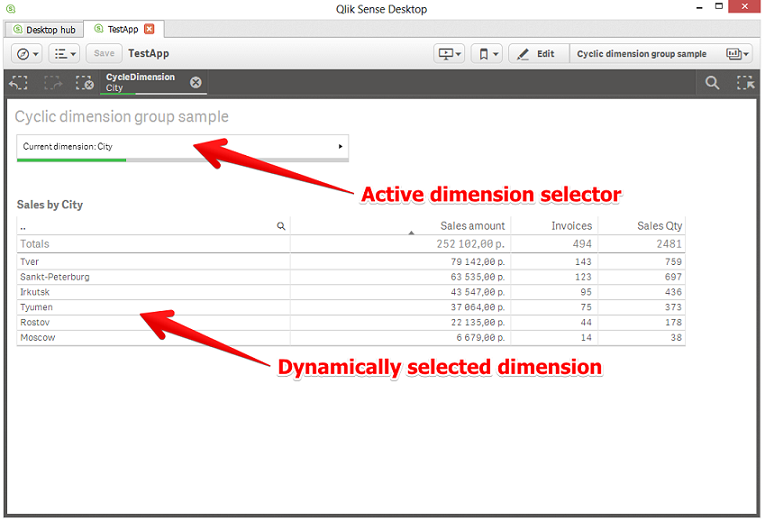 Qlik Sense Desktop
Desktop hub TestApp
Save TestApp Edit Cyclic dimension group sample
CycleDimension
City
Cyclic dimension group sample
Current dimension: City
Active dimension selector
Sales by City
.. Sales amount Invoices Sales Qty
Totals 252 102,00 р. 494 2481
Tver 79 142,00 р. 143 759
Sankt-Peterburg 63 535,00 р. 123 697
Irkutsk 43 547,00 р. 95 436
Tyumen 37 064,00 р. 75 373
Rostov 22 135,00 р. 44 178
Moscow 6 679,00 р. 14 38
Dynamically selected dimension